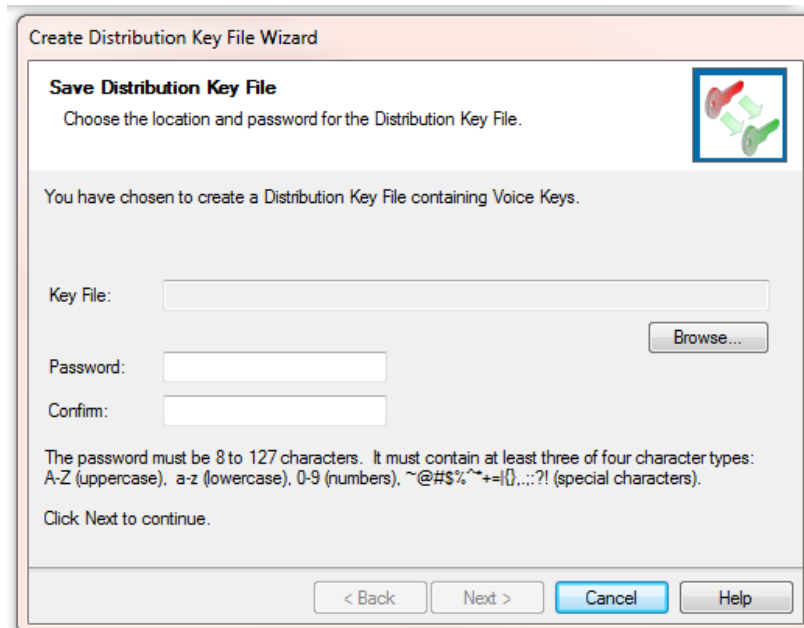 Create Distribution Key File Wizard
Save Distribution Key File
Choose the location and password for the Distribution Key File.
You have chosen to create a Distribution Key File containing Voice Keys.
Key File:
Browse...
Password:
Confirm:
The password must be 8 to 127 characters.  It must contain at least three of four character types:
A-Z (uppercase),  a-z (lowercase), 0-9 (numbers), ~@#$%^*+=|{},.;:?! (special characters).
Click Next to continue.
< Back Next > Cancel Help